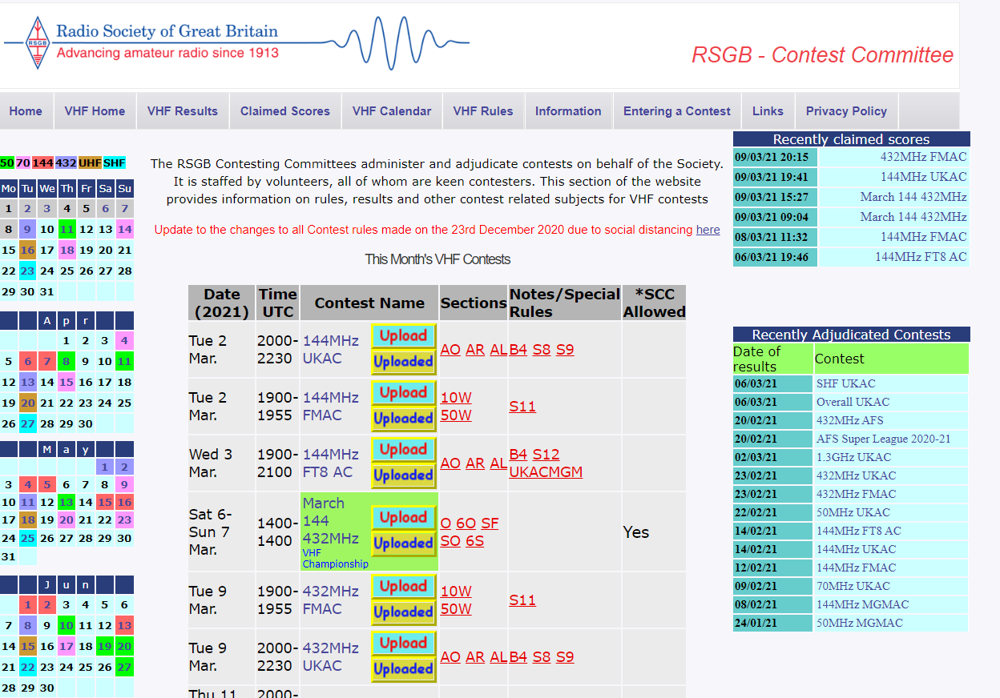 RSGB
Radio Society of Great Britain
Advancing amateur radio since 1913
RSGB - Contest Committee
Home VHF Home VHF Results Claimed Scores VHF Calendar VHF Rules Information Entering a Contest Links Privacy Policy
50 70 144 432 UHF SHF
Mo Tu We Th Fr Sa Su
1 2 3 4 5 6 7
8 9 10 11 12 13 14
15 16 17 18 19 20 21
22 23 24 25 26 27 28
29 30 31
A p r
1 2 3 4
5 6 7 8 9 10 11
12 13 14 15 16 17 18
19 20 21 22 23 24 25
26 27 28 29 30
M a y
1 2
3 4 5 6 7 8 9
10 11 12 13 14 15 16
17 18 19 20 21 22 23
24 25 26 27 28 29 30
31
J u n
1 2 3 4 5 6
7 8 9 10 11 12 13
14 15 16 17 18 19 20
21 22 23 24 25 26 27
28 29 30
The RSGB Contesting Committees administer and adjudicate contests on behalf of the Society.
It is staffed by volunteers, all of whom are keen contesters. This section of the website
provides information on rules, results and other contest related subjects for VHF contests
Update to the changes to all Contest rules made on the 23rd December 2020 due to social distancing here
This Month's VHF Contests
Date Time Contest Name Sections Notes/Special *SCC
(2021) UTC Rules Allowed
Tue 2 2000- 144MHz Upload AO AR AL B4 S8 S9
Mar. 2230 UKAC Uploaded
Tue 2 1900- 144MHz Upload 10W S11
Mar. 1955 FMAC Uploaded 50W
Wed 3 1900- 144MHz Upload AO AR AL B4 S12
Mar. 2100 FT8 AC Uploaded UKACMGM
Sat 6- 1400- March Upload O 6O SF Yes
Sun 7 1400 144 Uploaded SO 6S
Mar. 432MHz
VHF
Championship
Tue 9 1900- 432MHz Upload 10W S11
Mar. 1955 FMAC Uploaded 50W
Tue 9 2000- 432MHz Upload AO AR AL B4 S8 S9
Mar. 2230 UKAC Uploaded
Thu 11 2000-
Recently claimed scores
09/03/21 20:15 432MHz FMAC
09/03/21 19:41 144MHz UKAC
09/03/21 15:27 March 144 432MHz
09/03/21 09:04 March 144 432MHz
08/03/21 11:32 144MHz FMAC
06/03/21 19:46 144MHz FT8 AC
Recently Adjudicated Contests
Date of Contest
results
06/03/21 SHF UKAC
06/03/21 Overall UKAC
20/02/21 432MHz AFS
20/02/21 AFS Super League 2020-21
02/03/21 1.3GHz UKAC
23/02/21 432MHz UKAC
23/02/21 432MHz FMAC
22/02/21 50MHz UKAC
14/02/21 144MHz FT8 AC
14/02/21 144MHz UKAC
12/02/21 144MHz FMAC
09/02/21 70MHz UKAC
08/02/21 144MHz MGMAC
24/01/21 50MHz MGMAC